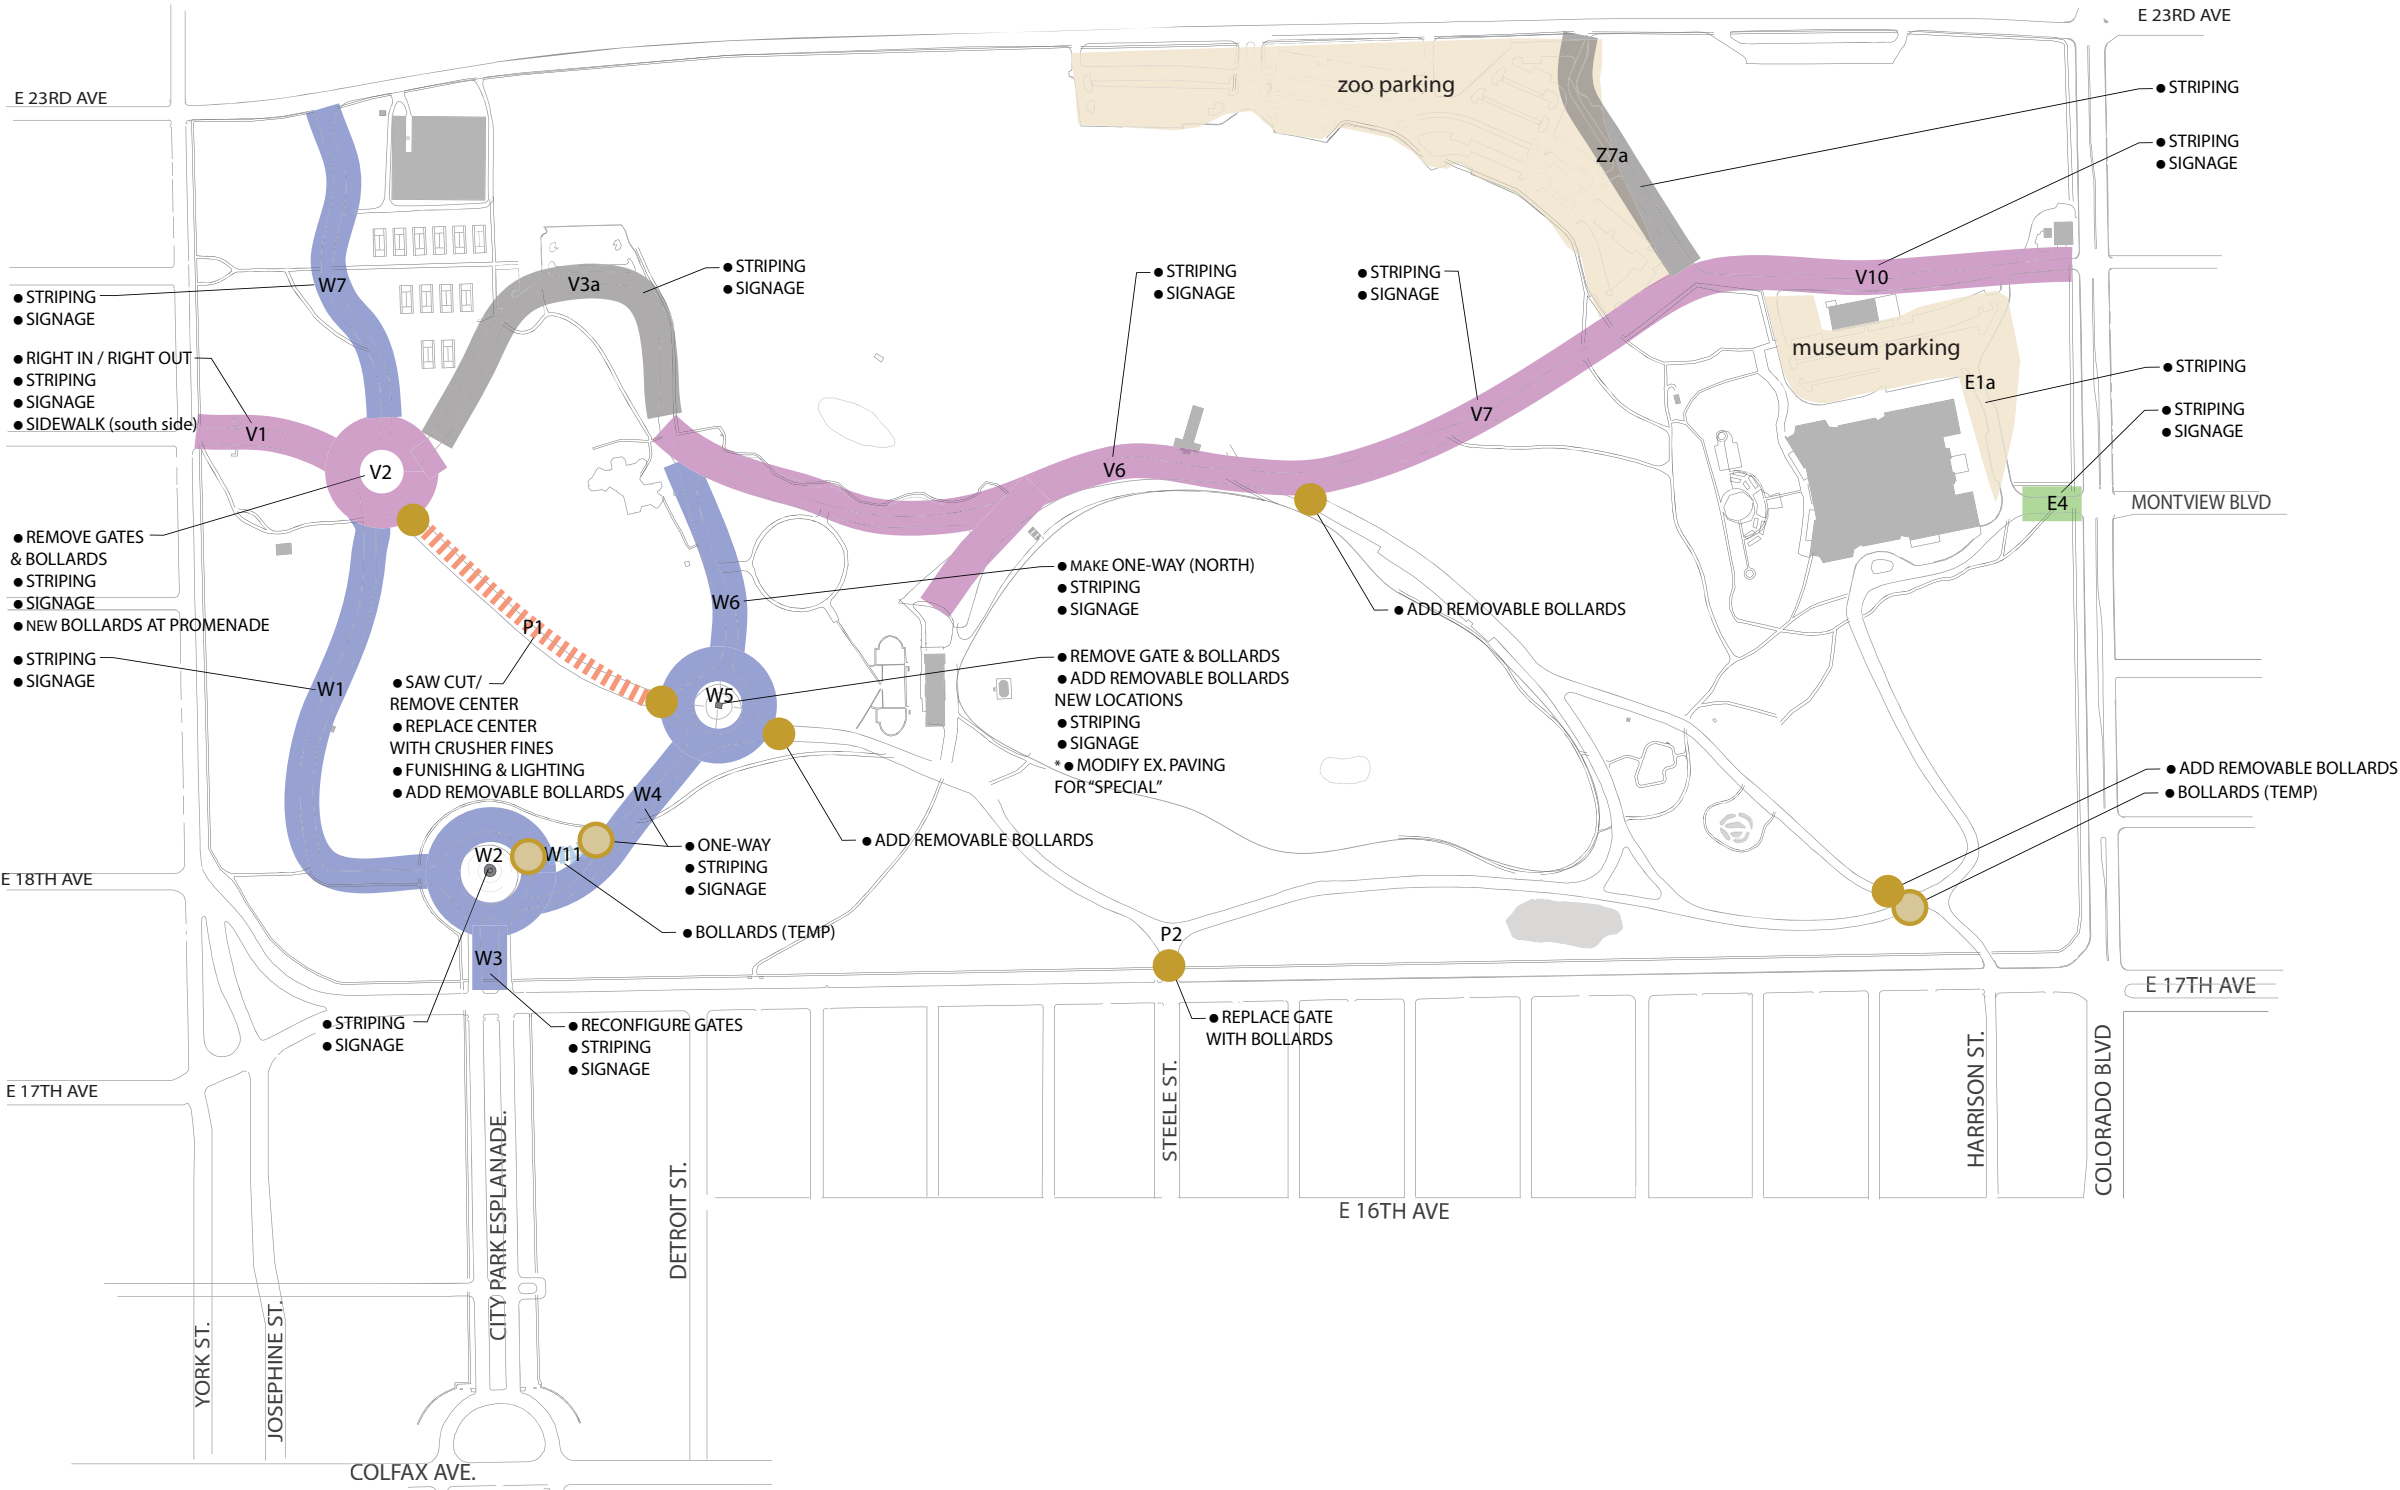 E 23RD AVE
E 23RD AVE
zoo parking
● STRIPING
● STRIPING
● SIGNAGE
Z7a
V10
W7
● STRIPING
● SIGNAGE
V3a
● STRIPING
● SIGNAGE
● STRIPING
● SIGNAGE
● STRIPING
● SIGNAGE
● RIGHT IN / RIGHT OUT
● STRIPING
● SIGNAGE
● SIDEWALK (south side)
V1
V2
V6
V7
museum parking
E1a
● STRIPING
● STRIPING
● SIGNAGE
E4
MONTVIEW BLVD
● REMOVE GATES
& BOLLARDS
● STRIPING
● SIGNAGE
● NEW BOLLARDS AT PROMENADE
● STRIPING
● SIGNAGE
W1
P1
● SAW CUT/
REMOVE CENTER
● REPLACE CENTER
WITH CRUSHER FINES
● FUNISHING & LIGHTING
● ADD REMOVABLE BOLLARDS
W6
● MAKE ONE-WAY (NORTH)
● STRIPING
● SIGNAGE
● ADD REMOVABLE BOLLARDS
W5
● REMOVE GATE & BOLLARDS
● ADD REMOVABLE BOLLARDS
NEW LOCATIONS
● STRIPING
● SIGNAGE
* ● MODIFY EX. PAVING
FOR “SPECIAL”
W4
● ONE-WAY
● STRIPING
● SIGNAGE
● ADD REMOVABLE BOLLARDS
● ADD REMOVABLE BOLLARDS
● BOLLARDS (TEMP)
W2
W11
● BOLLARDS (TEMP)
E 18TH AVE
W3
P2
● STRIPING
● SIGNAGE
● RECONFIGURE GATES
● STRIPING
● SIGNAGE
● REPLACE GATE
WITH BOLLARDS
E 17TH AVE
E 17TH AVE
YORK ST.
JOSEPHINE ST.
CITY PARK ESPLANADE.
DETROIT ST.
STEELE ST.
HARRISON ST.
COLORADO BLVD
E 16TH AVE
COLFAX AVE.